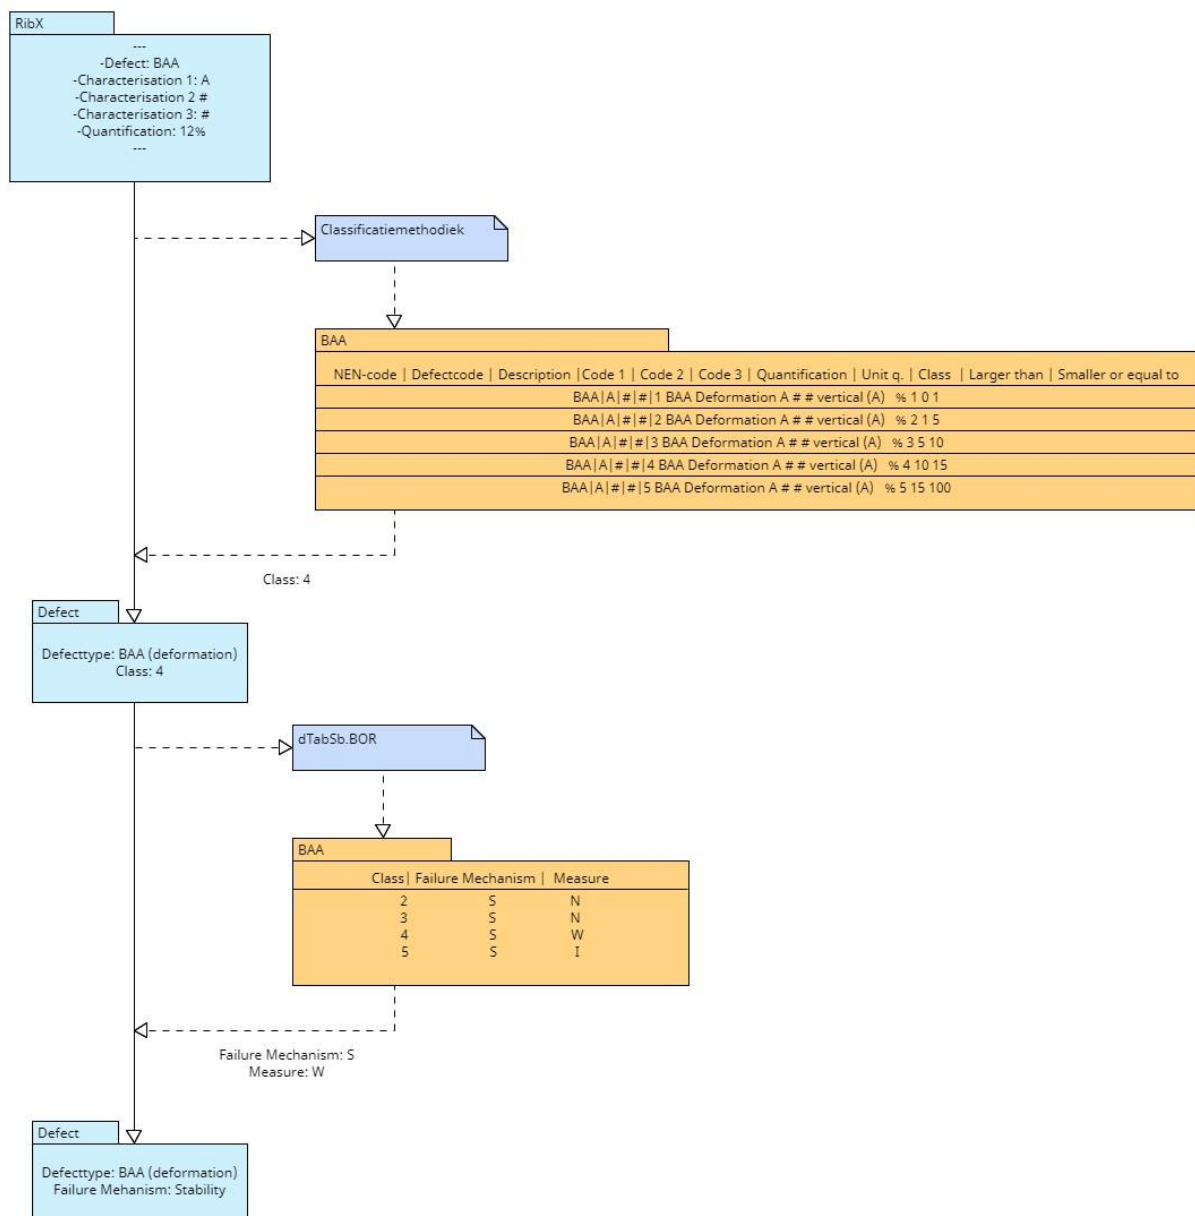 RibX
---
-Defect: BAA
-Characterisation 1: A
-Characterisation 2 #
-Characterisation 3: #
-Quantification: 12%
---
Classificatiemethodiek
BAA
NEN-code | Defectcode | Description |Code 1 | Code 2 | Code 3 | Quantification | Unit q. | Class | Larger than | Smaller or equal to
BAA|A|#|#|1 BAA Deformation A # # vertical (A) % 1 0 1
BAA|A|#|#|2 BAA Deformation A # # vertical (A) % 2 1 5
BAA|A|#|#|3 BAA Deformation A # # vertical (A) % 3 5 10
BAA|A|#|#|4 BAA Deformation A # # vertical (A) % 4 10 15
BAA|A|#|#|5 BAA Deformation A # # vertical (A) % 5 15 100
Class: 4
Defect
Defecttype: BAA (deformation)
Class: 4
dTabSb.BOR
BAA
Class| Failure Mechanism | Measure
2 S N
3 S N
4 S W
5 S I
Failure Mechanism: S
Measure: W
Defect
Defecttype: BAA (deformation)
Failure Mehanism: Stability